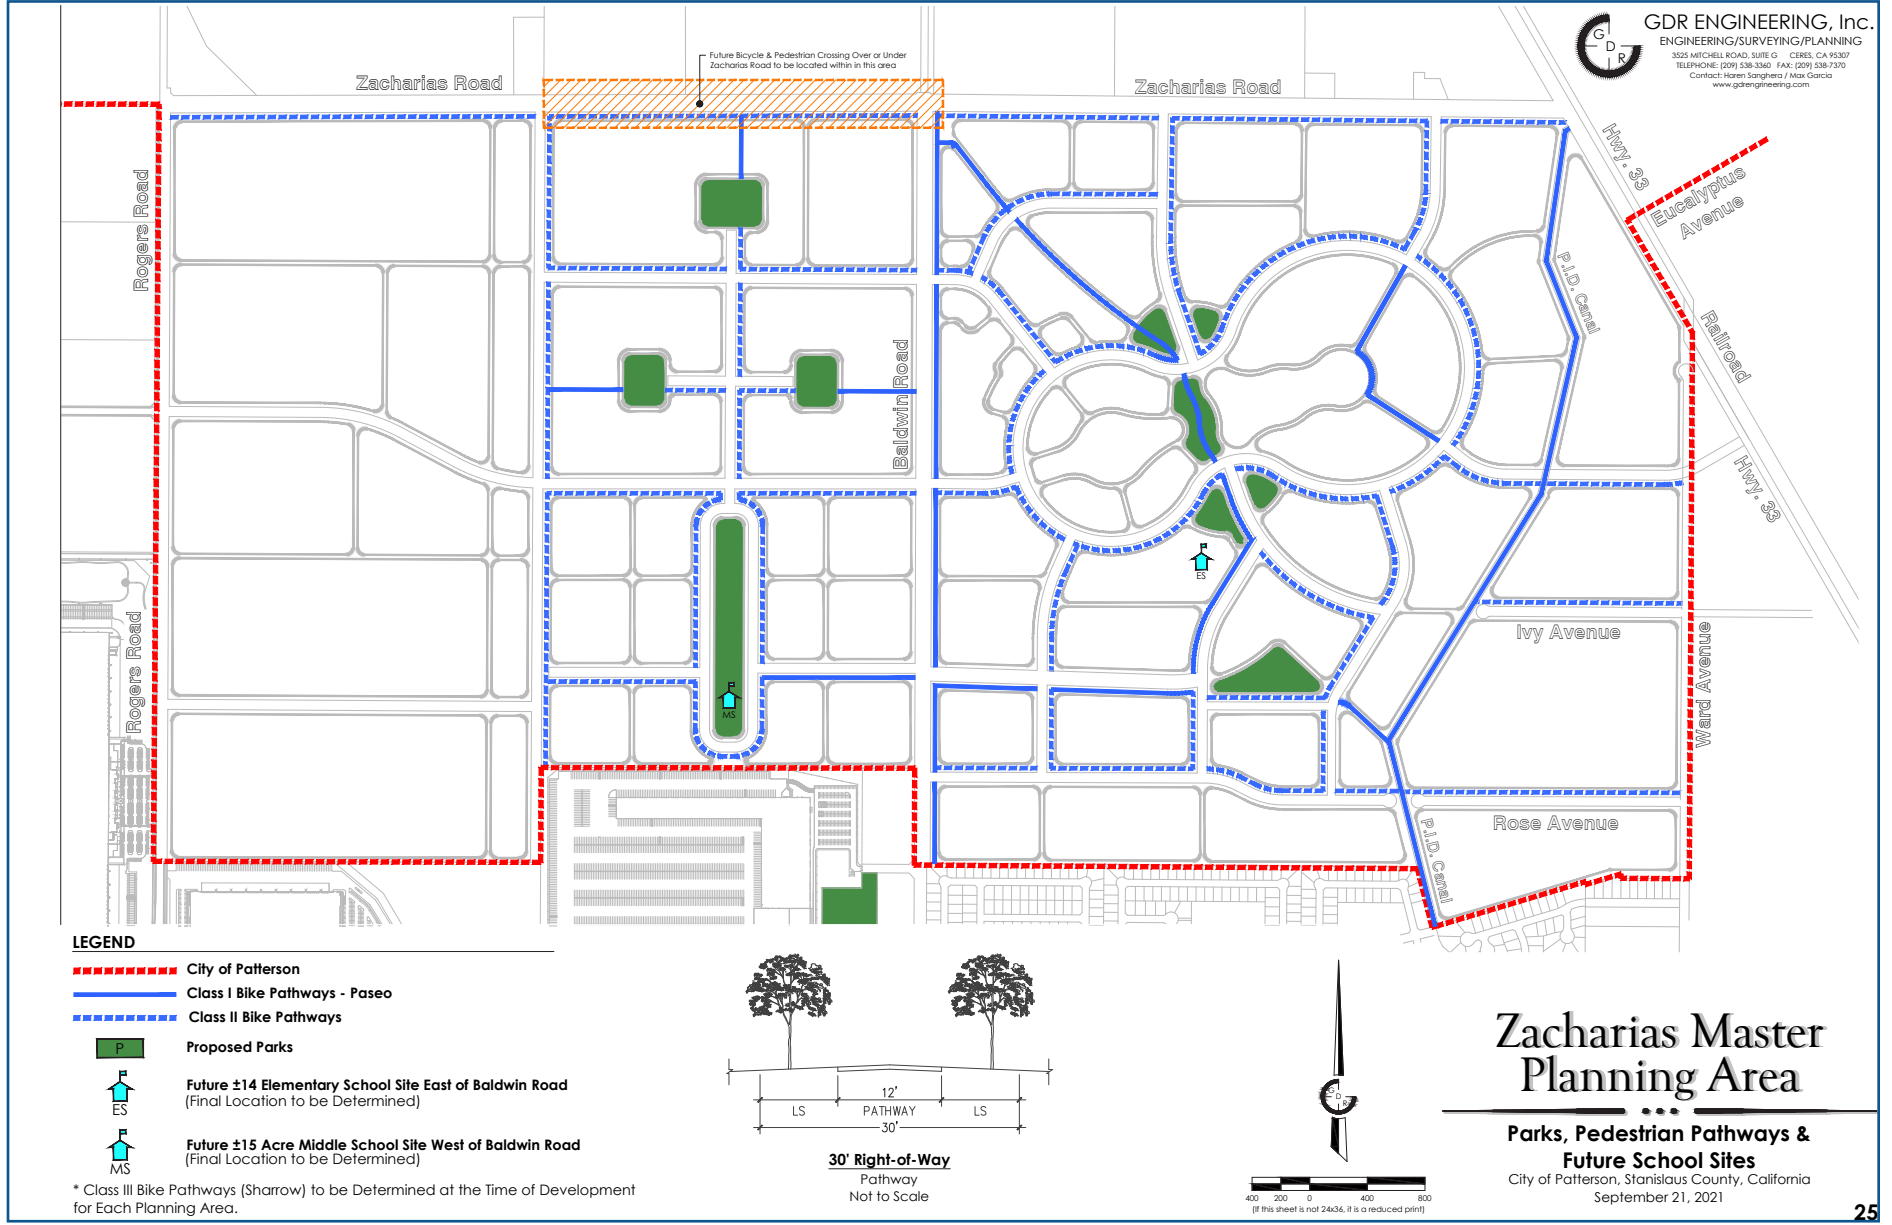 GDR ENGINEERING, Inc.
ENGINEERING/SURVEYING/PLANNING
3525 MITCHELL ROAD, SUITE G CERES, CA 95307
TELEPHONE: (209) 538-3360 FAX: (209) 538-7370
Contact: Haren Sanghera / Max Garcia
www.gdrengineering.com
G
D
R
Future Bicycle & Pedestrian Crossing Over or Under
Zacharias Road to be located within in this area
Zacharias Road
Zacharias Road
Hwy. 33
Eucalyptus
Avenue
Rogers Road
P.I.D. Canal
Railroad
Baldwin Road
Hwy. 33
ES
Rogers Road
Ivy Avenue
Ward Avenue
MS
Rose Avenue
P.I.D. Canal
LEGEND
City of Patterson
Class I Bike Pathways - Paseo
Class II Bike Pathways
P
Proposed Parks
Future ±14 Elementary School Site East of Baldwin Road
(Final Location to be Determined)
ES
Future ±15 Acre Middle School Site West of Baldwin Road
(Final Location to be Determined)
MS
* Class III Bike Pathways (Sharrow) to be Determined at the Time of Development
for Each Planning Area.
12'
LS PATHWAY LS
30'
30' Right-of-Way
Pathway
Not to Scale
G
D
R
400 200 0 400 800
(If this sheet is not 24x36, it is a reduced print)
Zacharias Master
Planning Area
Parks, Pedestrian Pathways &
Future School Sites
City of Patterson, Stanislaus County, California
September 21, 2021
25